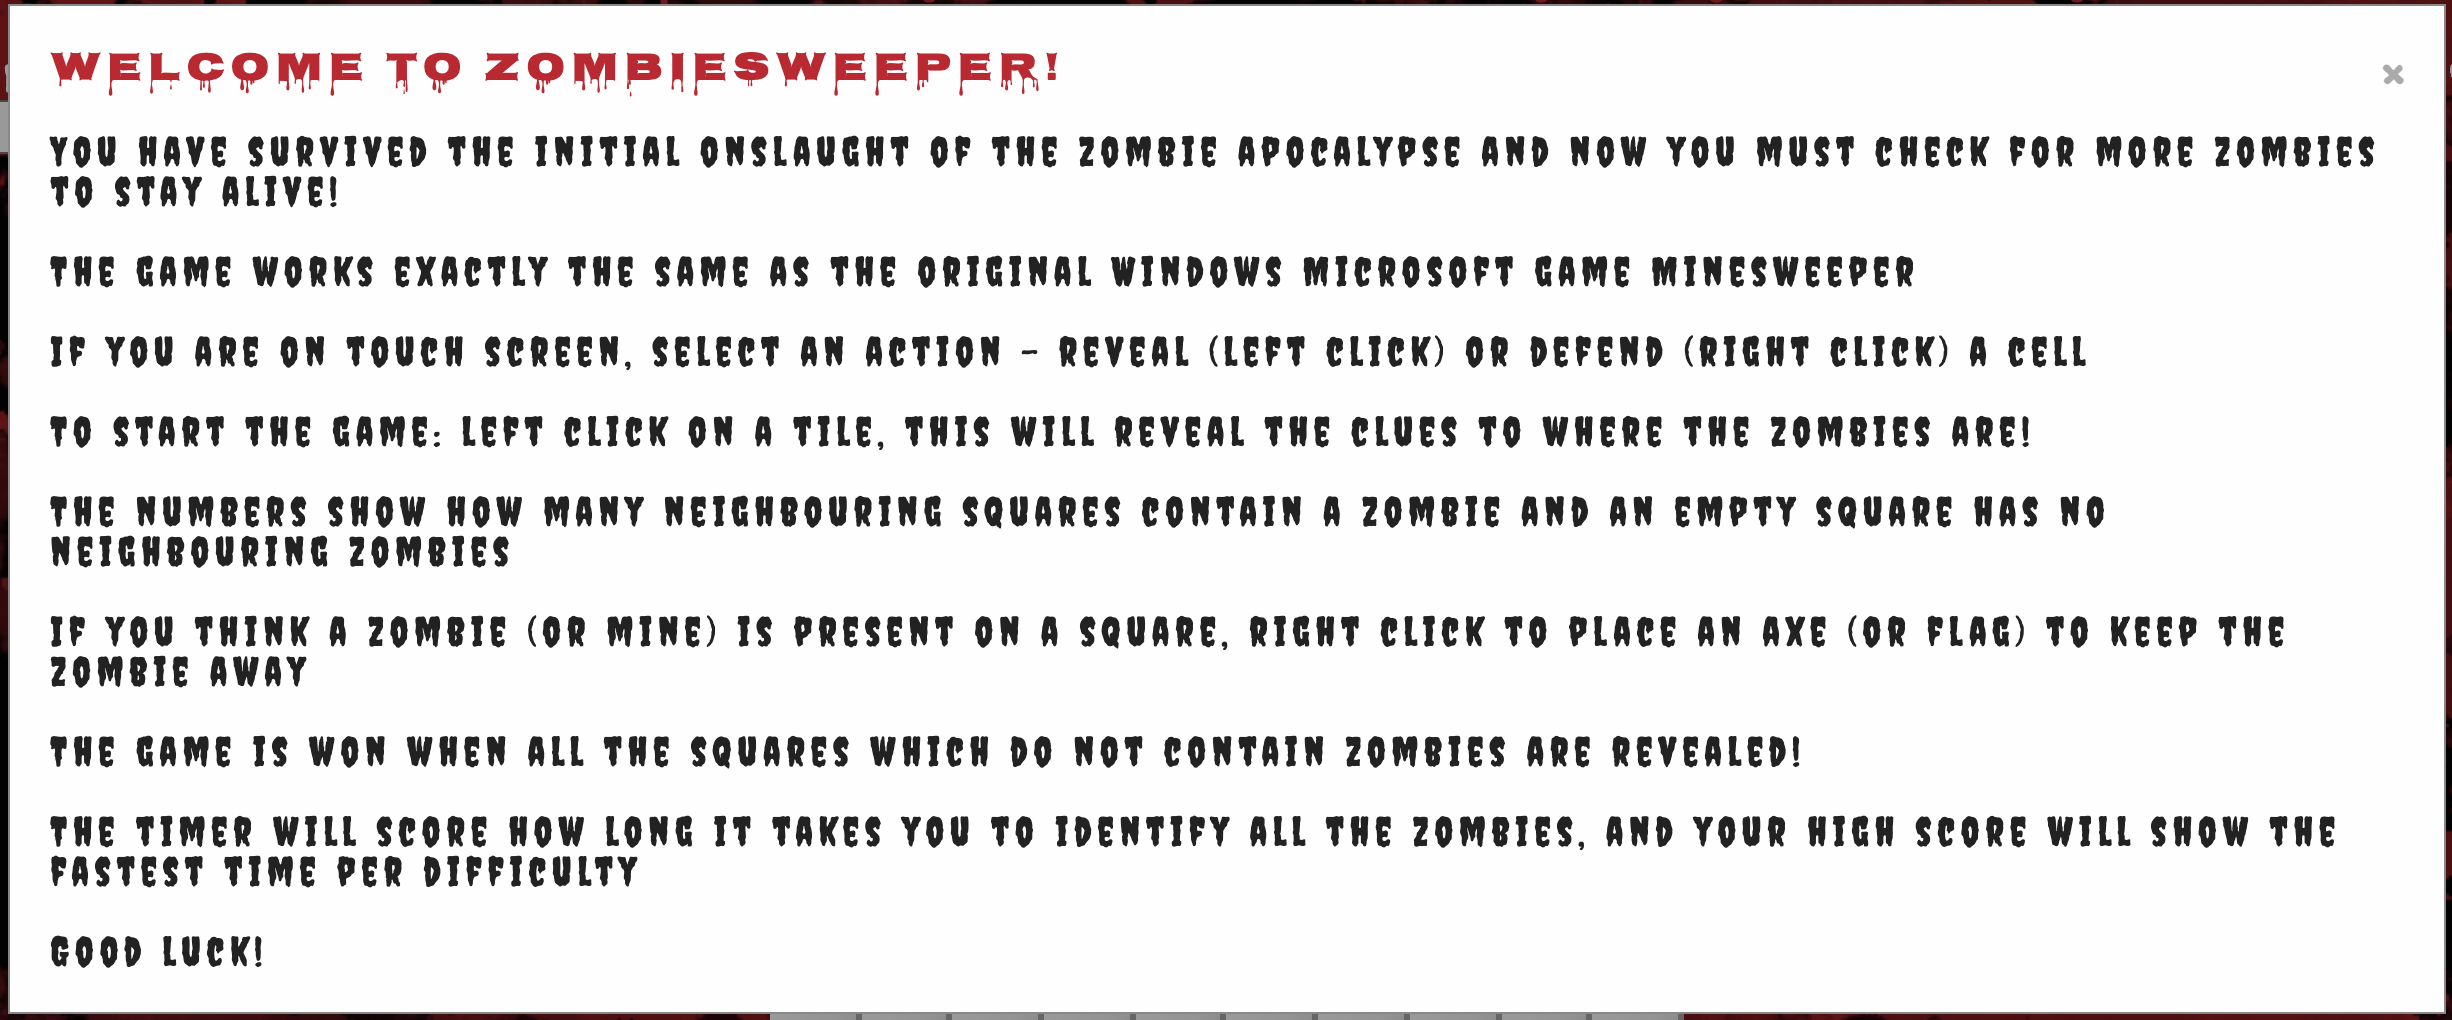 WELCOME TO ZOMBIESWEEPER!
YOU HAVE SURVIVED THE INITIAL ONSLAUGHT OF THE ZOMBIE APOCALYPSE AND NOW YOU MUST CHECK FOR MORE ZOMBIES
TO STAY ALIVE!
THE GAME WORKS EXACTLY THE SAME AS THE ORIGINAL WINDOWS MICROSOFT GAME MINESWEEPER
IF YOU ARE ON TOUCH SCREEN, SELECT AN ACTION - REVEAL (LEFT CLICK) OR DEFEND (RIGHT CLICK) A CELL
TO START THE GAME: LEFT CLICK ON A TILE, THIS WILL REVEAL THE CLUES TO WHERE THE ZOMBIES ARE!
THE NUMBERS SHOW HOW MANY NEIGHBOURING SQUARES CONTAIN A ZOMBIE AND AN EMPTY SQUARE HAS NO
NEIGHBOURING ZOMBIES
IF YOU THINK A ZOMBIE (OR MINE) IS PRESENT ON A SQUARE, RIGHT CLICK TO PLACE AN AXE (OR FLAG) TO KEEP THE
ZOMBIE AWAY
THE GAME IS WON WHEN ALL THE SQUARES WHICH DO NOT CONTAIN ZOMBIES ARE REVEALED!
THE TIMER WILL SCORE HOW LONG IT TAKES YOU TO IDENTIFY ALL THE ZOMBIES, AND YOUR HIGH SCORE WILL SHOW THE
FASTEST TIME PER DIFFICULTY
GOOD LUCK!